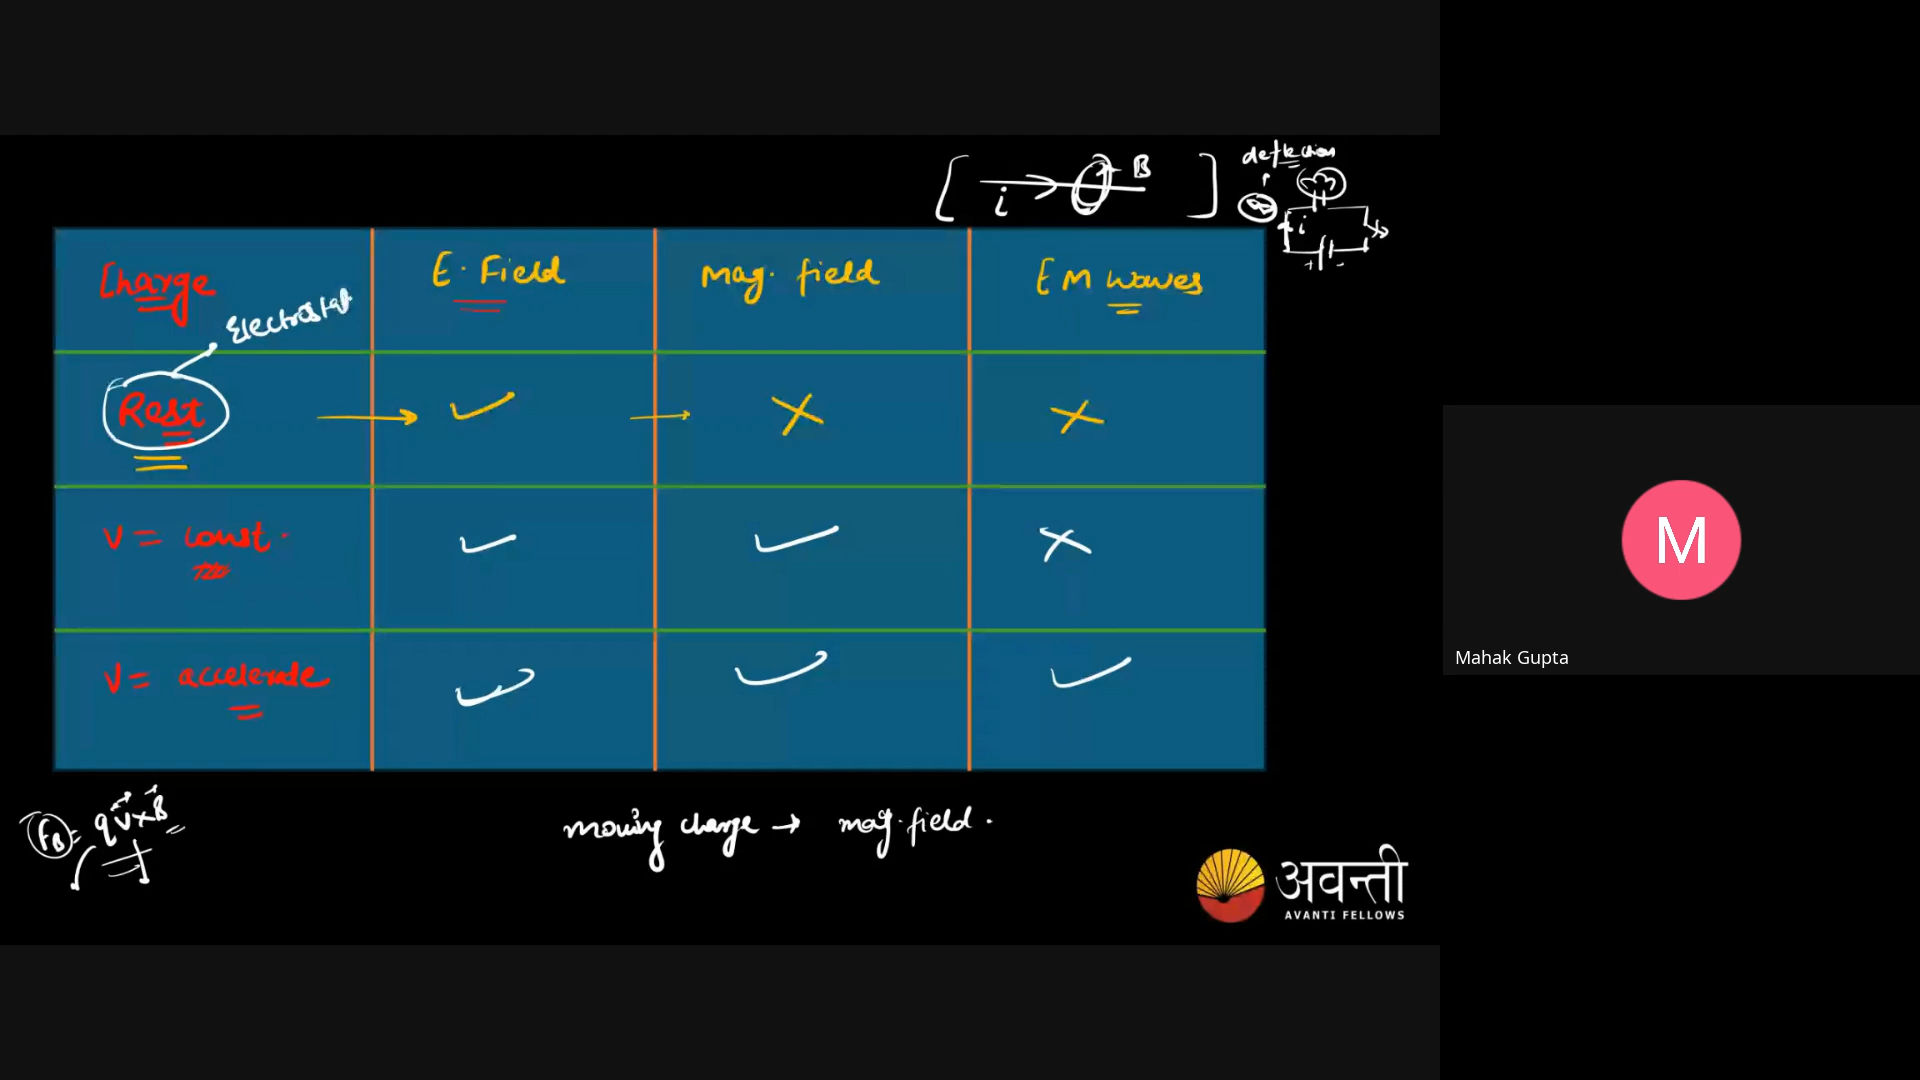 deflection
[ i B ]
i
+ -
Charge E. Field Mag. field EM waves
Electrostat
Rest → ✓ → X X
V = const. ✓ ✓ X
V = accelerate ✓ ✓ ✓
F_B = qv⃗×B⃗
moving charge → mag. field.
अवन्ती
AVANTI FELLOWS
M
Mahak Gupta